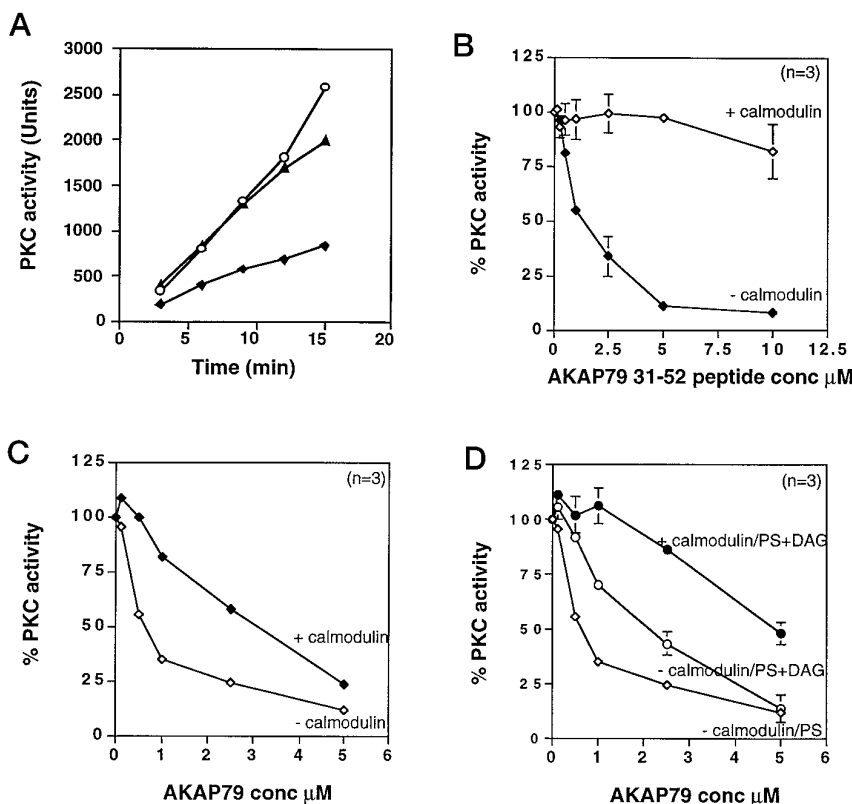 A
PKC activity (Units)
3000
2500
2000
1500
1000
500
0
0 5 10 15 20
Time (min)
B
% PKC activity
125
100
75
50
25
0
(n=3)
+ calmodulin
- calmodulin
0 2.5 5 7.5 10 12.5
AKAP79 31-52 peptide conc μM
C
% PKC activity
125
100
75
50
25
0
(n=3)
+ calmodulin
- calmodulin
0 1 2 3 4 5 6
AKAP79 conc μM
D
% PKC activity
125
100
75
50
25
0
(n=3)
+ calmodulin/PS+DAG
- calmodulin/PS+DAG
- calmodulin/PS
0 1 2 3 4 5 6
AKAP79 conc μM